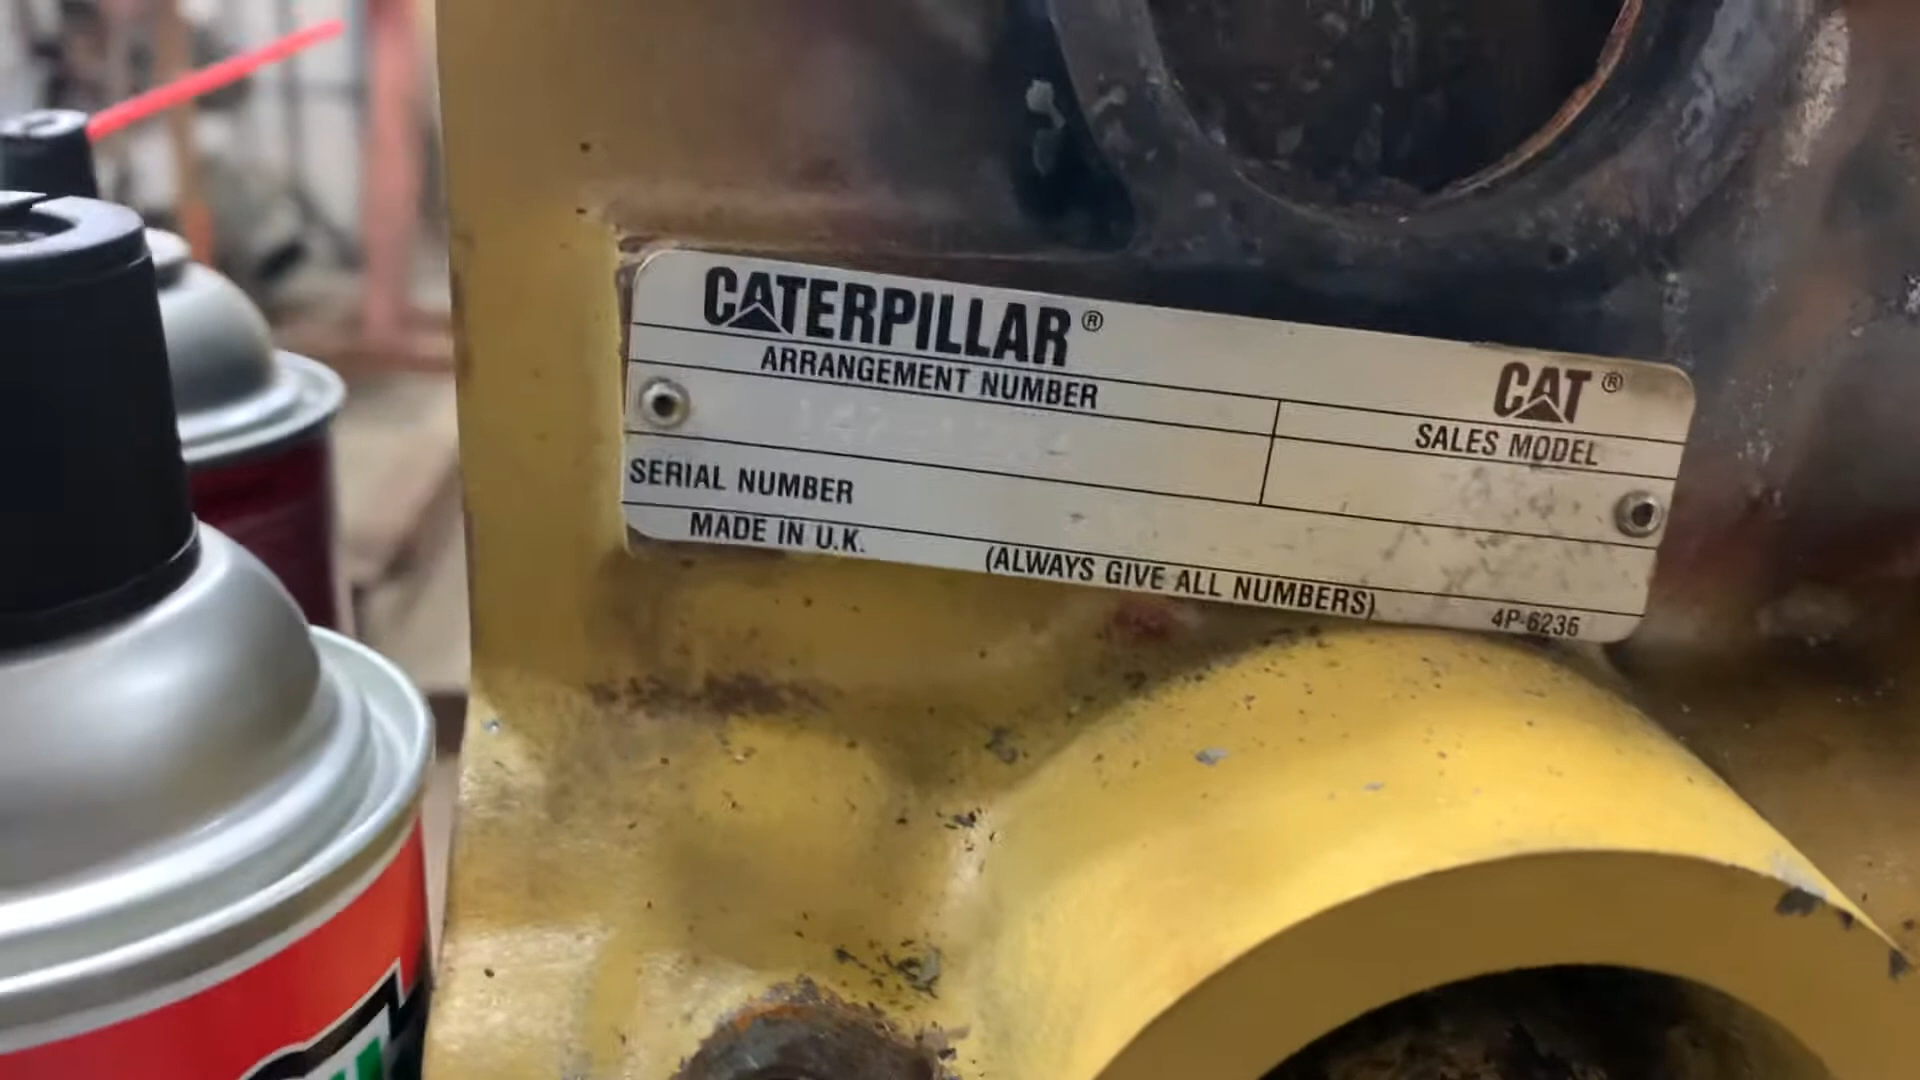 CATERPILLAR®
CAT®
ARRANGEMENT NUMBER
SALES MODEL
SERIAL NUMBER
MADE IN U.K.
(ALWAYS GIVE ALL NUMBERS)
4P-6236